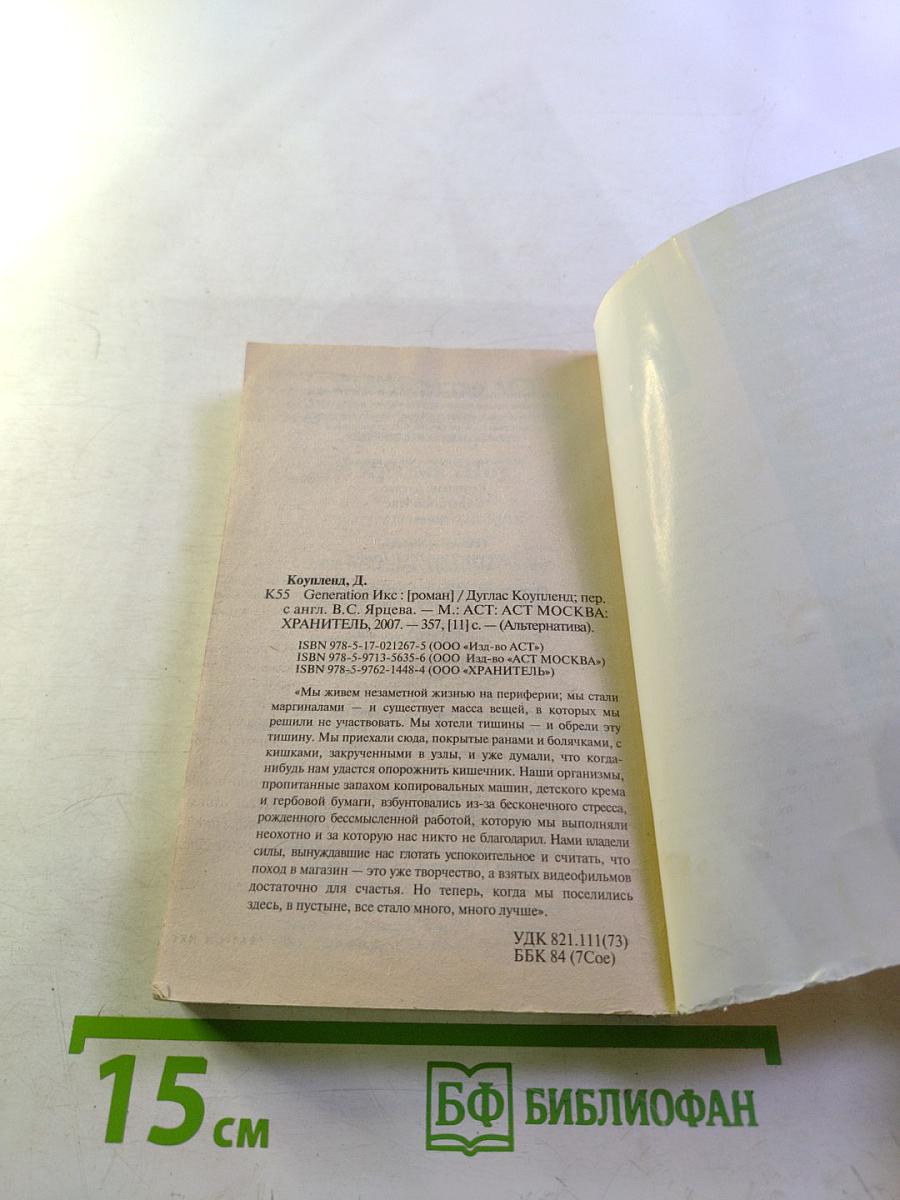 Коупленд, Д.
К55 Generation Икс : [роман] / Дуглас Коупленд; пер.
с англ. В.С. Ярцева. — М.: АСТ: АСТ МОСКВА:
ХРАНИТЕЛЬ, 2007. — 357, [11] с. — (Альтернатива).
ISBN 978-5-17-021267-5 (ООО «Изд-во АСТ»)
ISBN 978-5-9713-5635-6 (ООО Изд-во «АСТ МОСКВА»)
ISBN 978-5-9762-1448-4 (ООО «ХРАНИТЕЛЬ»)
«Мы живем незаметной жизнью на периферии; мы стали
маргиналами — и существует масса вещей, в которых мы
решили не участвовать. Мы хотели тишины — и обрели эту
тишину. Мы приехали сюда, покрытые ранами и болячками, с
кишками, закрученными в узлы, и уже думали, что когда-
нибудь нам удастся опорожнить кишечник. Наши организмы,
пропитанные запахом копировальных машин, детского крема
и гербовой бумаги, взбунтовались из-за бесконечного стресса,
рожденного бессмысленной работой, которую мы выполняли
неохотно и за которую нас никто не благодарил. Нами владели
силы, вынуждавшие нас глотать успокоительное и считать, что
поход в магазин — это уже творчество, а взятых видеофильмов
достаточно для счастья. Но теперь, когда мы поселились
здесь, в пустыне, все стало много, много лучше».
УДК 821.111(73)
ББК 84 (7Сое)
15 см
БФ БИБЛИОФАН